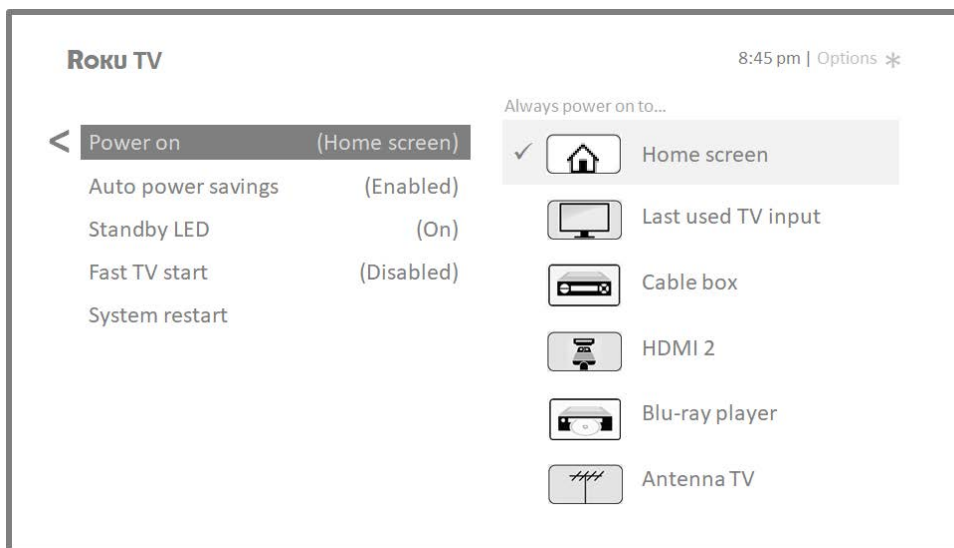 ROKU TV
8:45 pm | Options *
< Power on (Home screen)
Auto power savings (Enabled)
Standby LED (On)
Fast TV start (Disabled)
System restart
Always power on to...
✓ Home screen
Last used TV input
Cable box
HDMI 2
Blu-ray player
Antenna TV